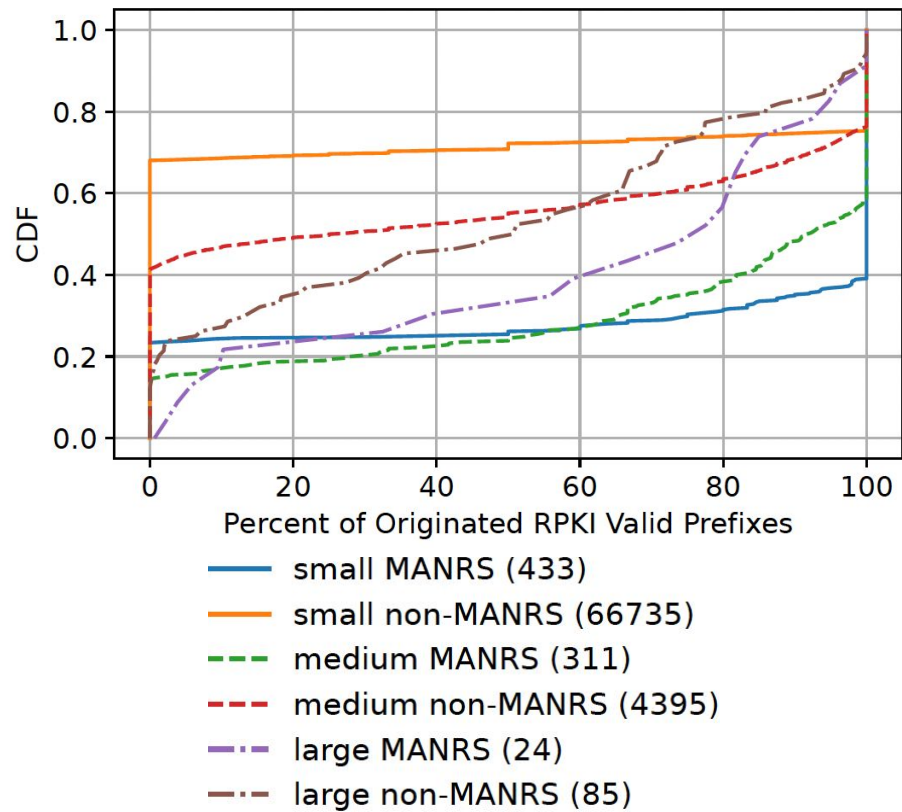 1.0
0.8
0.6
0.4
0.2
0.0
CDF
0 20 40 60 80 100
Percent of Originated RPKI Valid Prefixes
small MANRS (433)
small non-MANRS (66735)
medium MANRS (311)
medium non-MANRS (4395)
large MANRS (24)
large non-MANRS (85)